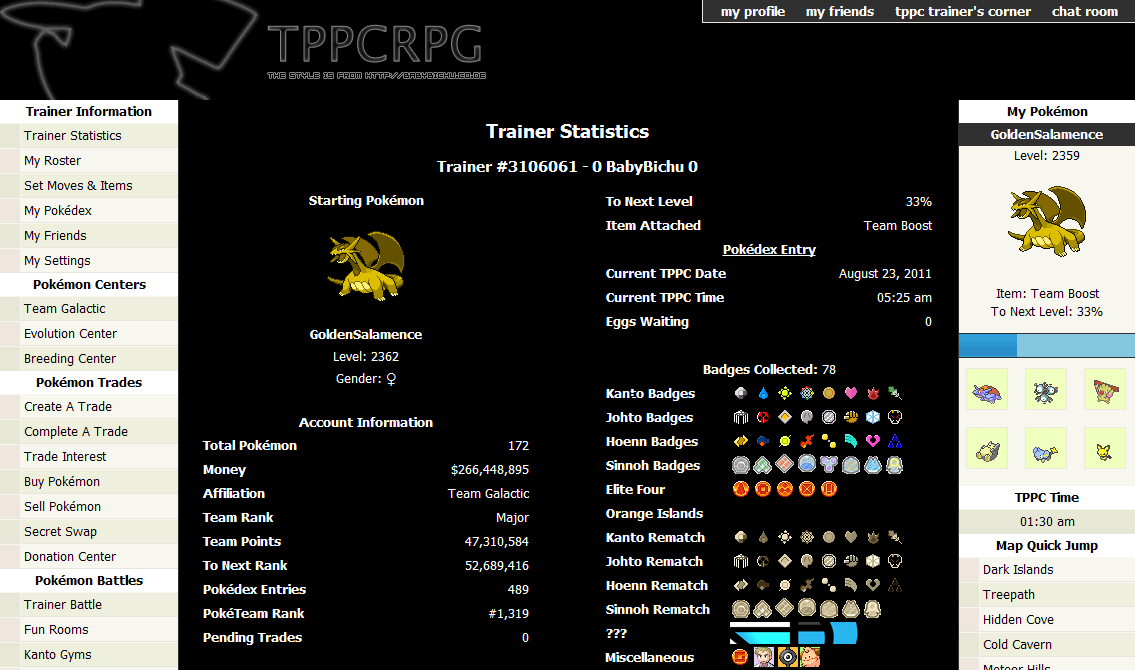 my profile my friends tppc trainer's corner chat room
TPPCRPG
THE STYLE IS FROM HTTP://BABYBICHU.CO.DE
Trainer Information
Trainer Statistics
My Roster
Set Moves & Items
My Pokédex
My Friends
My Settings
Pokémon Centers
Team Galactic
Evolution Center
Breeding Center
Pokémon Trades
Create A Trade
Complete A Trade
Trade Interest
Buy Pokémon
Sell Pokémon
Secret Swap
Donation Center
Pokémon Battles
Trainer Battle
Fun Rooms
Kanto Gyms
Trainer Statistics
Trainer #3106061 - 0 BabyBichu 0
Starting Pokémon
GoldenSalamence
Level: 2362
Gender: ♀
Account Information
Total Pokémon 172
Money $266,448,895
Affiliation Team Galactic
Team Rank Major
Team Points 47,310,584
To Next Rank 52,689,416
Pokédex Entries 489
PokéTeam Rank #1,319
Pending Trades 0
To Next Level 33%
Item Attached Team Boost
Pokédex Entry
Current TPPC Date August 23, 2011
Current TPPC Time 05:25 am
Eggs Waiting 0
Badges Collected: 78
Kanto Badges
Johto Badges
Hoenn Badges
Sinnoh Badges
Elite Four
Orange Islands
Kanto Rematch
Johto Rematch
Hoenn Rematch
Sinnoh Rematch
???
Miscellaneous
My Pokémon
GoldenSalamence
Level: 2359
Item: Team Boost
To Next Level: 33%
TPPC Time
01:30 am
Map Quick Jump
Dark Islands
Treepath
Hidden Cove
Cold Cavern
Meteor Hills